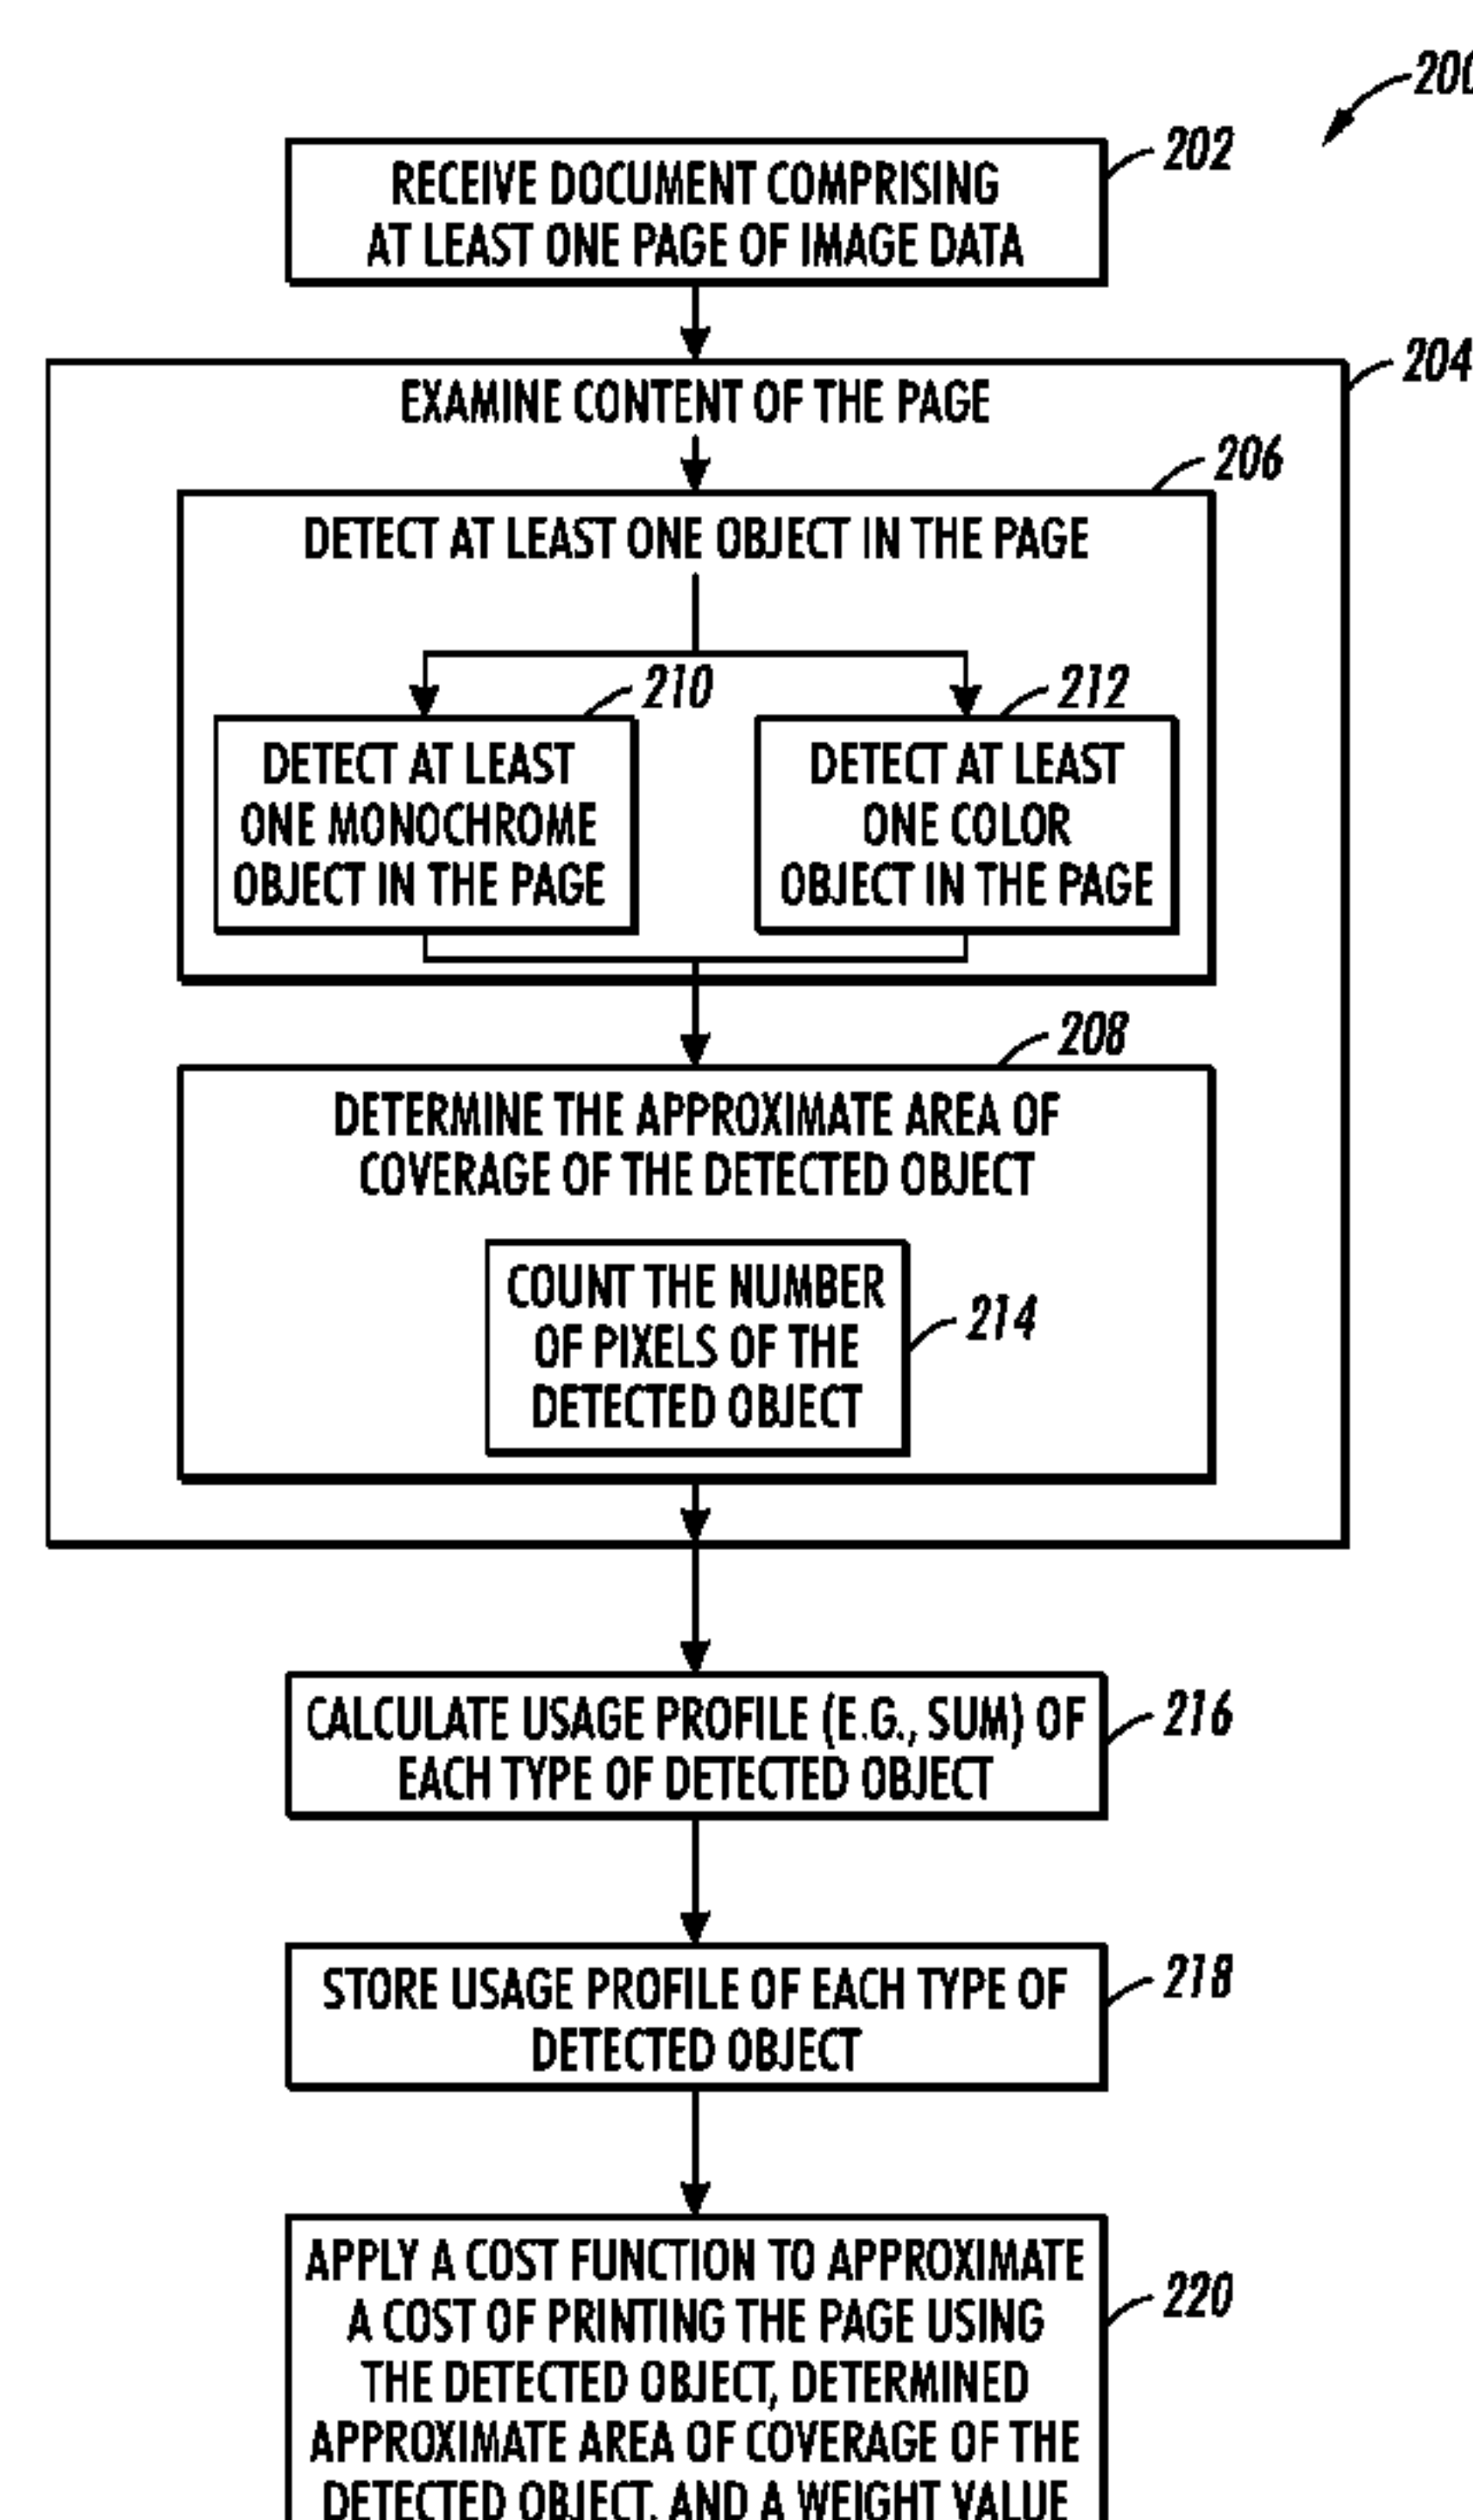 200
202
RECEIVE DOCUMENT COMPRISING
AT LEAST ONE PAGE OF IMAGE DATA
204
EXAMINE CONTENT OF THE PAGE
206
DETECT AT LEAST ONE OBJECT IN THE PAGE
210
212
DETECT AT LEAST
ONE MONOCHROME
OBJECT IN THE PAGE
DETECT AT LEAST
ONE COLOR
OBJECT IN THE PAGE
208
DETERMINE THE APPROXIMATE AREA OF
COVERAGE OF THE DETECTED OBJECT
COUNT THE NUMBER
OF PIXELS OF THE
DETECTED OBJECT
214
CALCULATE USAGE PROFILE (E.G., SUM) OF
EACH TYPE OF DETECTED OBJECT
216
STORE USAGE PROFILE OF EACH TYPE OF
DETECTED OBJECT
218
APPLY A COST FUNCTION TO APPROXIMATE
A COST OF PRINTING THE PAGE USING
THE DETECTED OBJECT, DETERMINED
APPROXIMATE AREA OF COVERAGE OF THE
DETECTED OBJECT, AND A WEIGHT VALUE
220